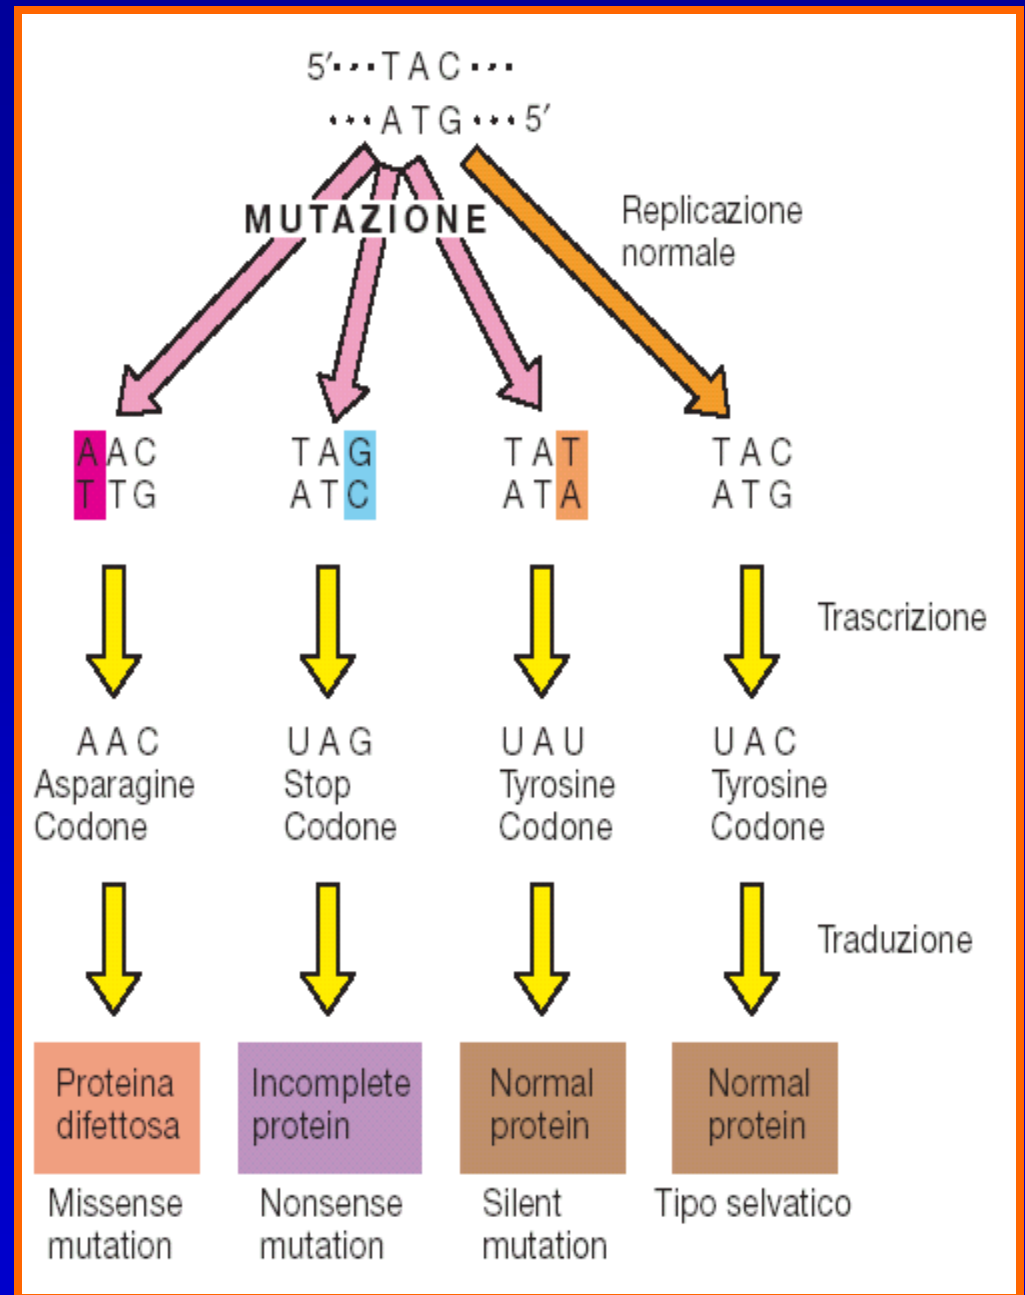 5′···TAC···
···ATG···5′
MUTAZIONE
Replicazione
normale
AAC
TTG
TAG
ATC
TAT
ATA
TAC
ATG
Trascrizione
AAC
Asparagine
Codone
UAG
Stop
Codone
UAU
Tyrosine
Codone
UAC
Tyrosine
Codone
Traduzione
Proteina
difettosa
Incomplete
protein
Normal
protein
Normal
protein
Missense
mutation
Nonsense
mutation
Silent
mutation
Tipo selvatico